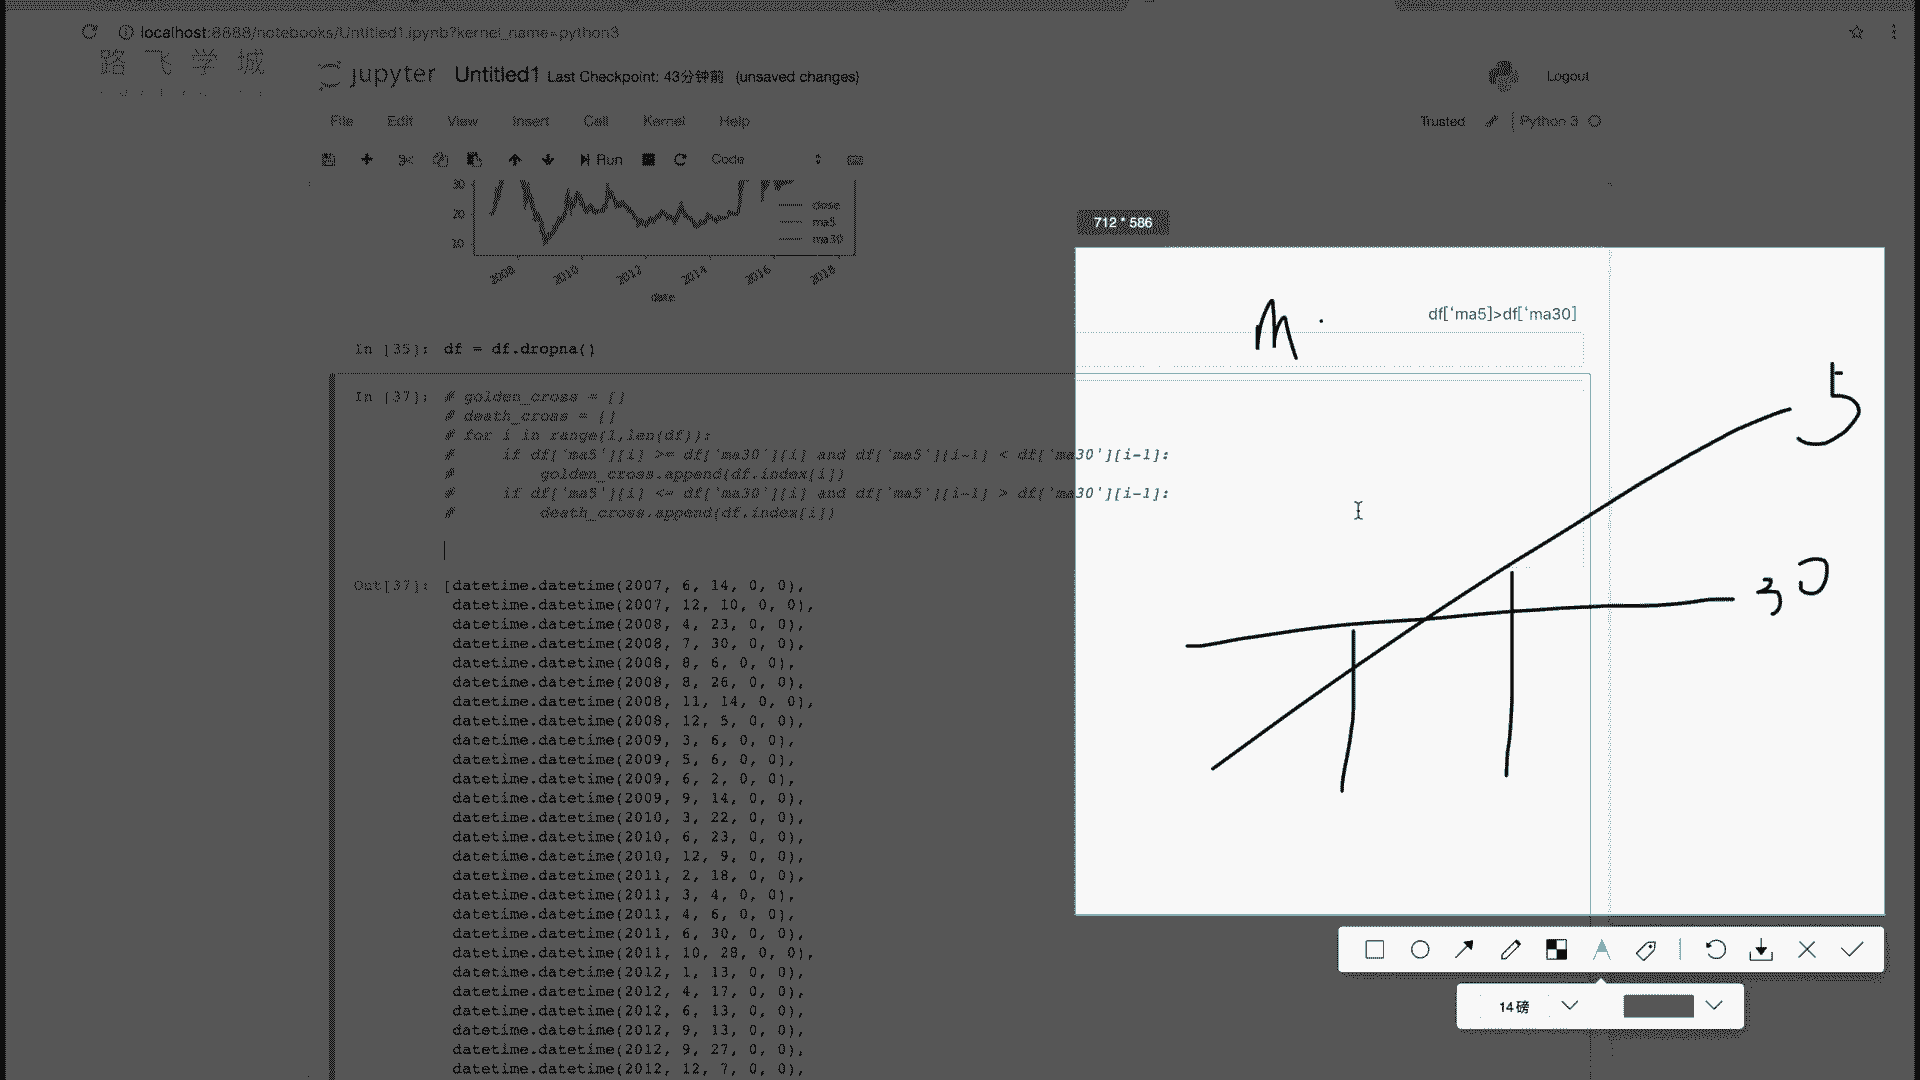 localhost:8888/notebooks/Untitled1.ipynb?kernel_name=python3
路飞学城
jupyter Untitled1 Last Checkpoint: 43分钟前 (unsaved changes)
Logout
File Edit View Insert Cell Kernel Help
Trusted Python 3
Run Code
30
20
10
close
ma5
ma30
2008 2010 2012 2014 2016 2018
date
712 * 586
M
df['ma5]>df['ma30]
In [35]: df = df.dropna()
In [37]: # golden_cross = []
# death_cross = []
# for i in range(1,len(df)):
#     if df['ma5'][i] >= df['ma30'][i] and df['ma5'][i-1] < df['ma30'][i-1]:
#         golden_cross.append(df.index[i])
#     if df['ma5'][i] <= df['ma30'][i] and df['ma5'][i-1] > df['ma30'][i-1]:
#         death_cross.append(df.index[i])
5
30
Out[37]: [datetime.datetime(2007, 6, 14, 0, 0),
datetime.datetime(2007, 12, 10, 0, 0),
datetime.datetime(2008, 4, 23, 0, 0),
datetime.datetime(2008, 7, 30, 0, 0),
datetime.datetime(2008, 8, 6, 0, 0),
datetime.datetime(2008, 8, 26, 0, 0),
datetime.datetime(2008, 11, 14, 0, 0),
datetime.datetime(2008, 12, 5, 0, 0),
datetime.datetime(2009, 3, 6, 0, 0),
datetime.datetime(2009, 5, 6, 0, 0),
datetime.datetime(2009, 6, 2, 0, 0),
datetime.datetime(2009, 9, 14, 0, 0),
datetime.datetime(2010, 3, 22, 0, 0),
datetime.datetime(2010, 6, 23, 0, 0),
datetime.datetime(2010, 12, 9, 0, 0),
datetime.datetime(2011, 2, 18, 0, 0),
datetime.datetime(2011, 3, 4, 0, 0),
datetime.datetime(2011, 4, 6, 0, 0),
datetime.datetime(2011, 6, 30, 0, 0),
datetime.datetime(2011, 10, 28, 0, 0),
datetime.datetime(2012, 1, 13, 0, 0),
datetime.datetime(2012, 4, 17, 0, 0),
datetime.datetime(2012, 6, 13, 0, 0),
datetime.datetime(2012, 9, 13, 0, 0),
datetime.datetime(2012, 9, 27, 0, 0),
datetime.datetime(2012, 12, 7, 0, 0),
14磅